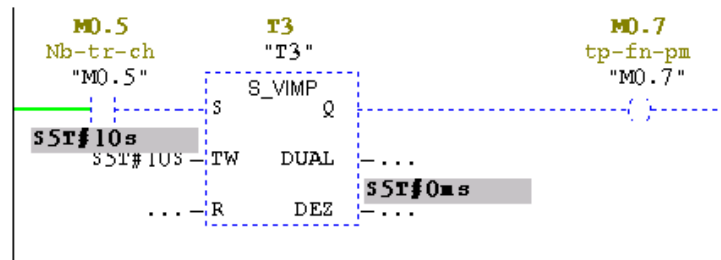 M0.5 T3 M0.7
Nb-tr-ch "T3" tp-fn-pm
"M0.5" "M0.7"
S_VIMP
S Q
S5T#10s
S5T#10S TW DUAL ...
S5T#0ms
... R DEZ ...